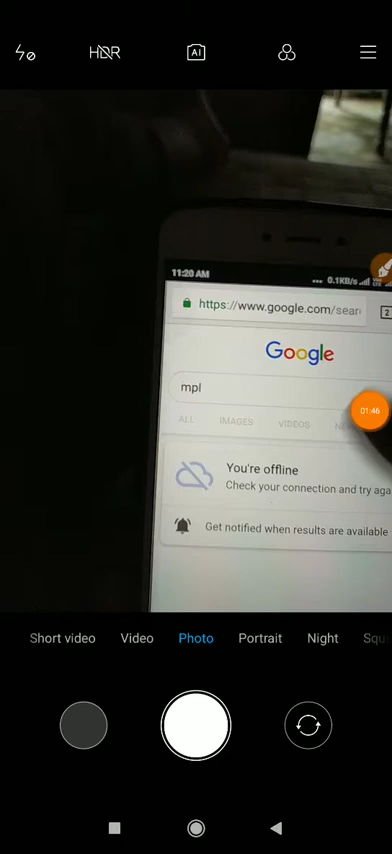 HDR
AI
11:20 AM
... 0.1KB/s
https://www.google.com/sear
2
Google
mpl
ALL IMAGES VIDEOS
01:46
You're offline
Check your connection and try aga
Get notified when results are available
Short video Video Photo Portrait Night Squ